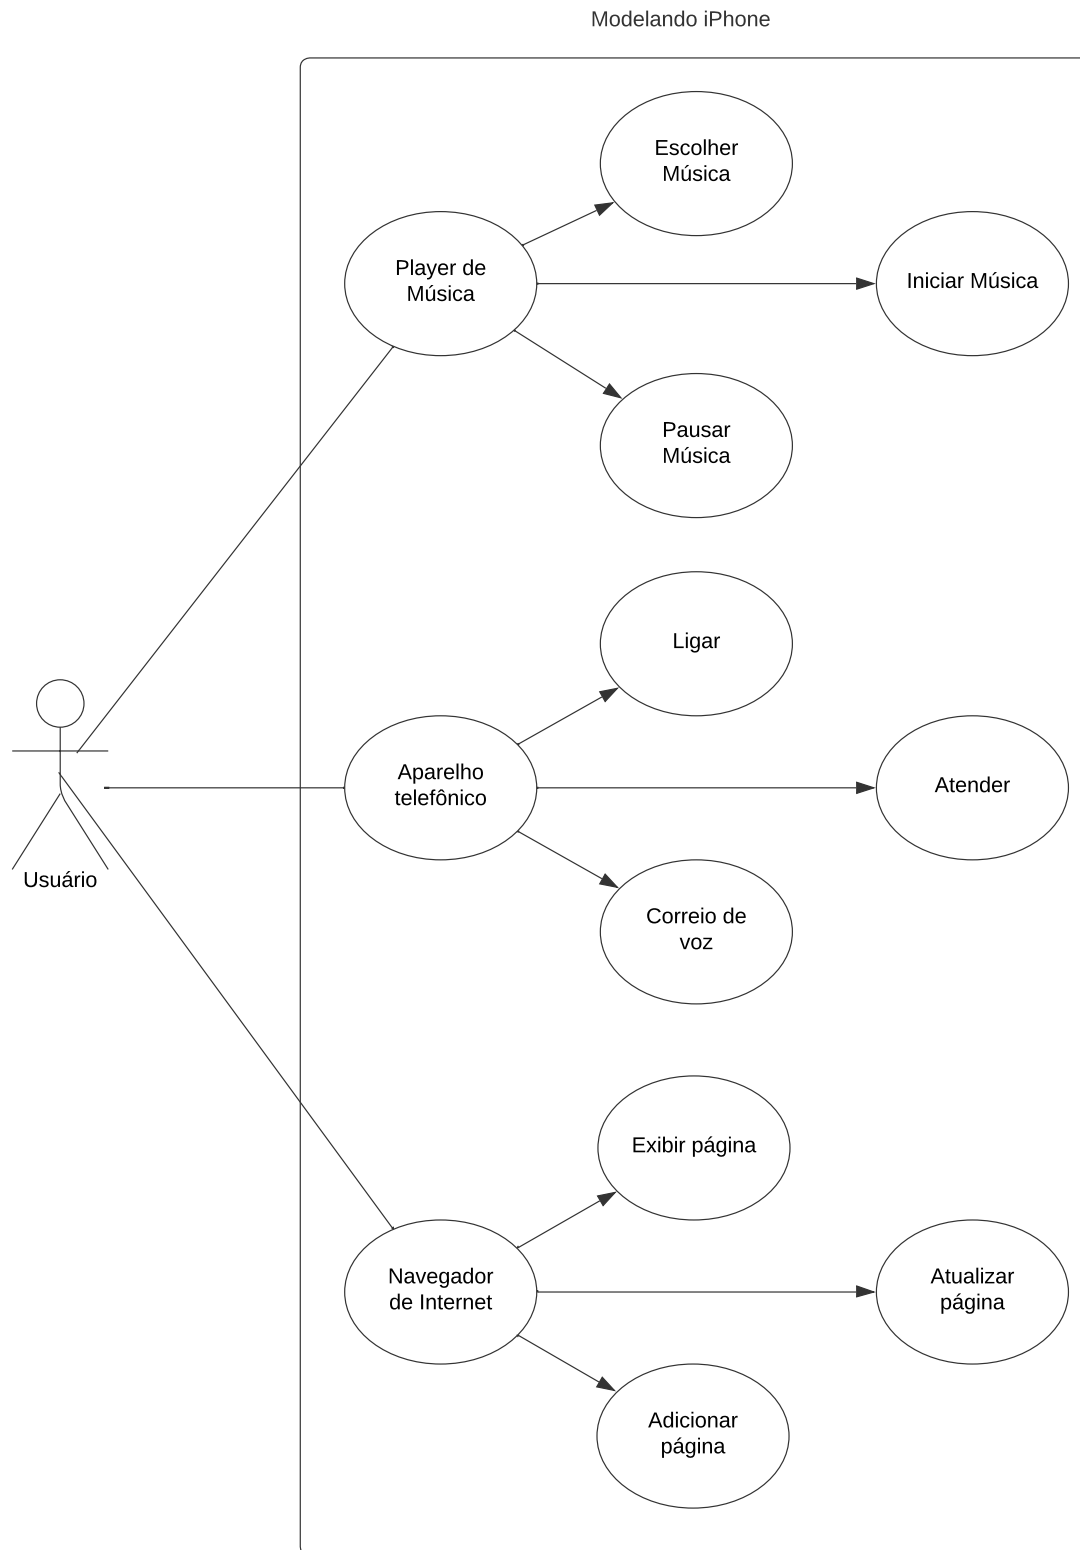 Modelando iPhone
Escolher
Música
Player de
Música
Iniciar Música
Pausar
Música
Ligar
Aparelho
telefônico
Atender
Usuário
Correio de
voz
Exibir página
Navegador
de Internet
Atualizar
página
Adicionar
página